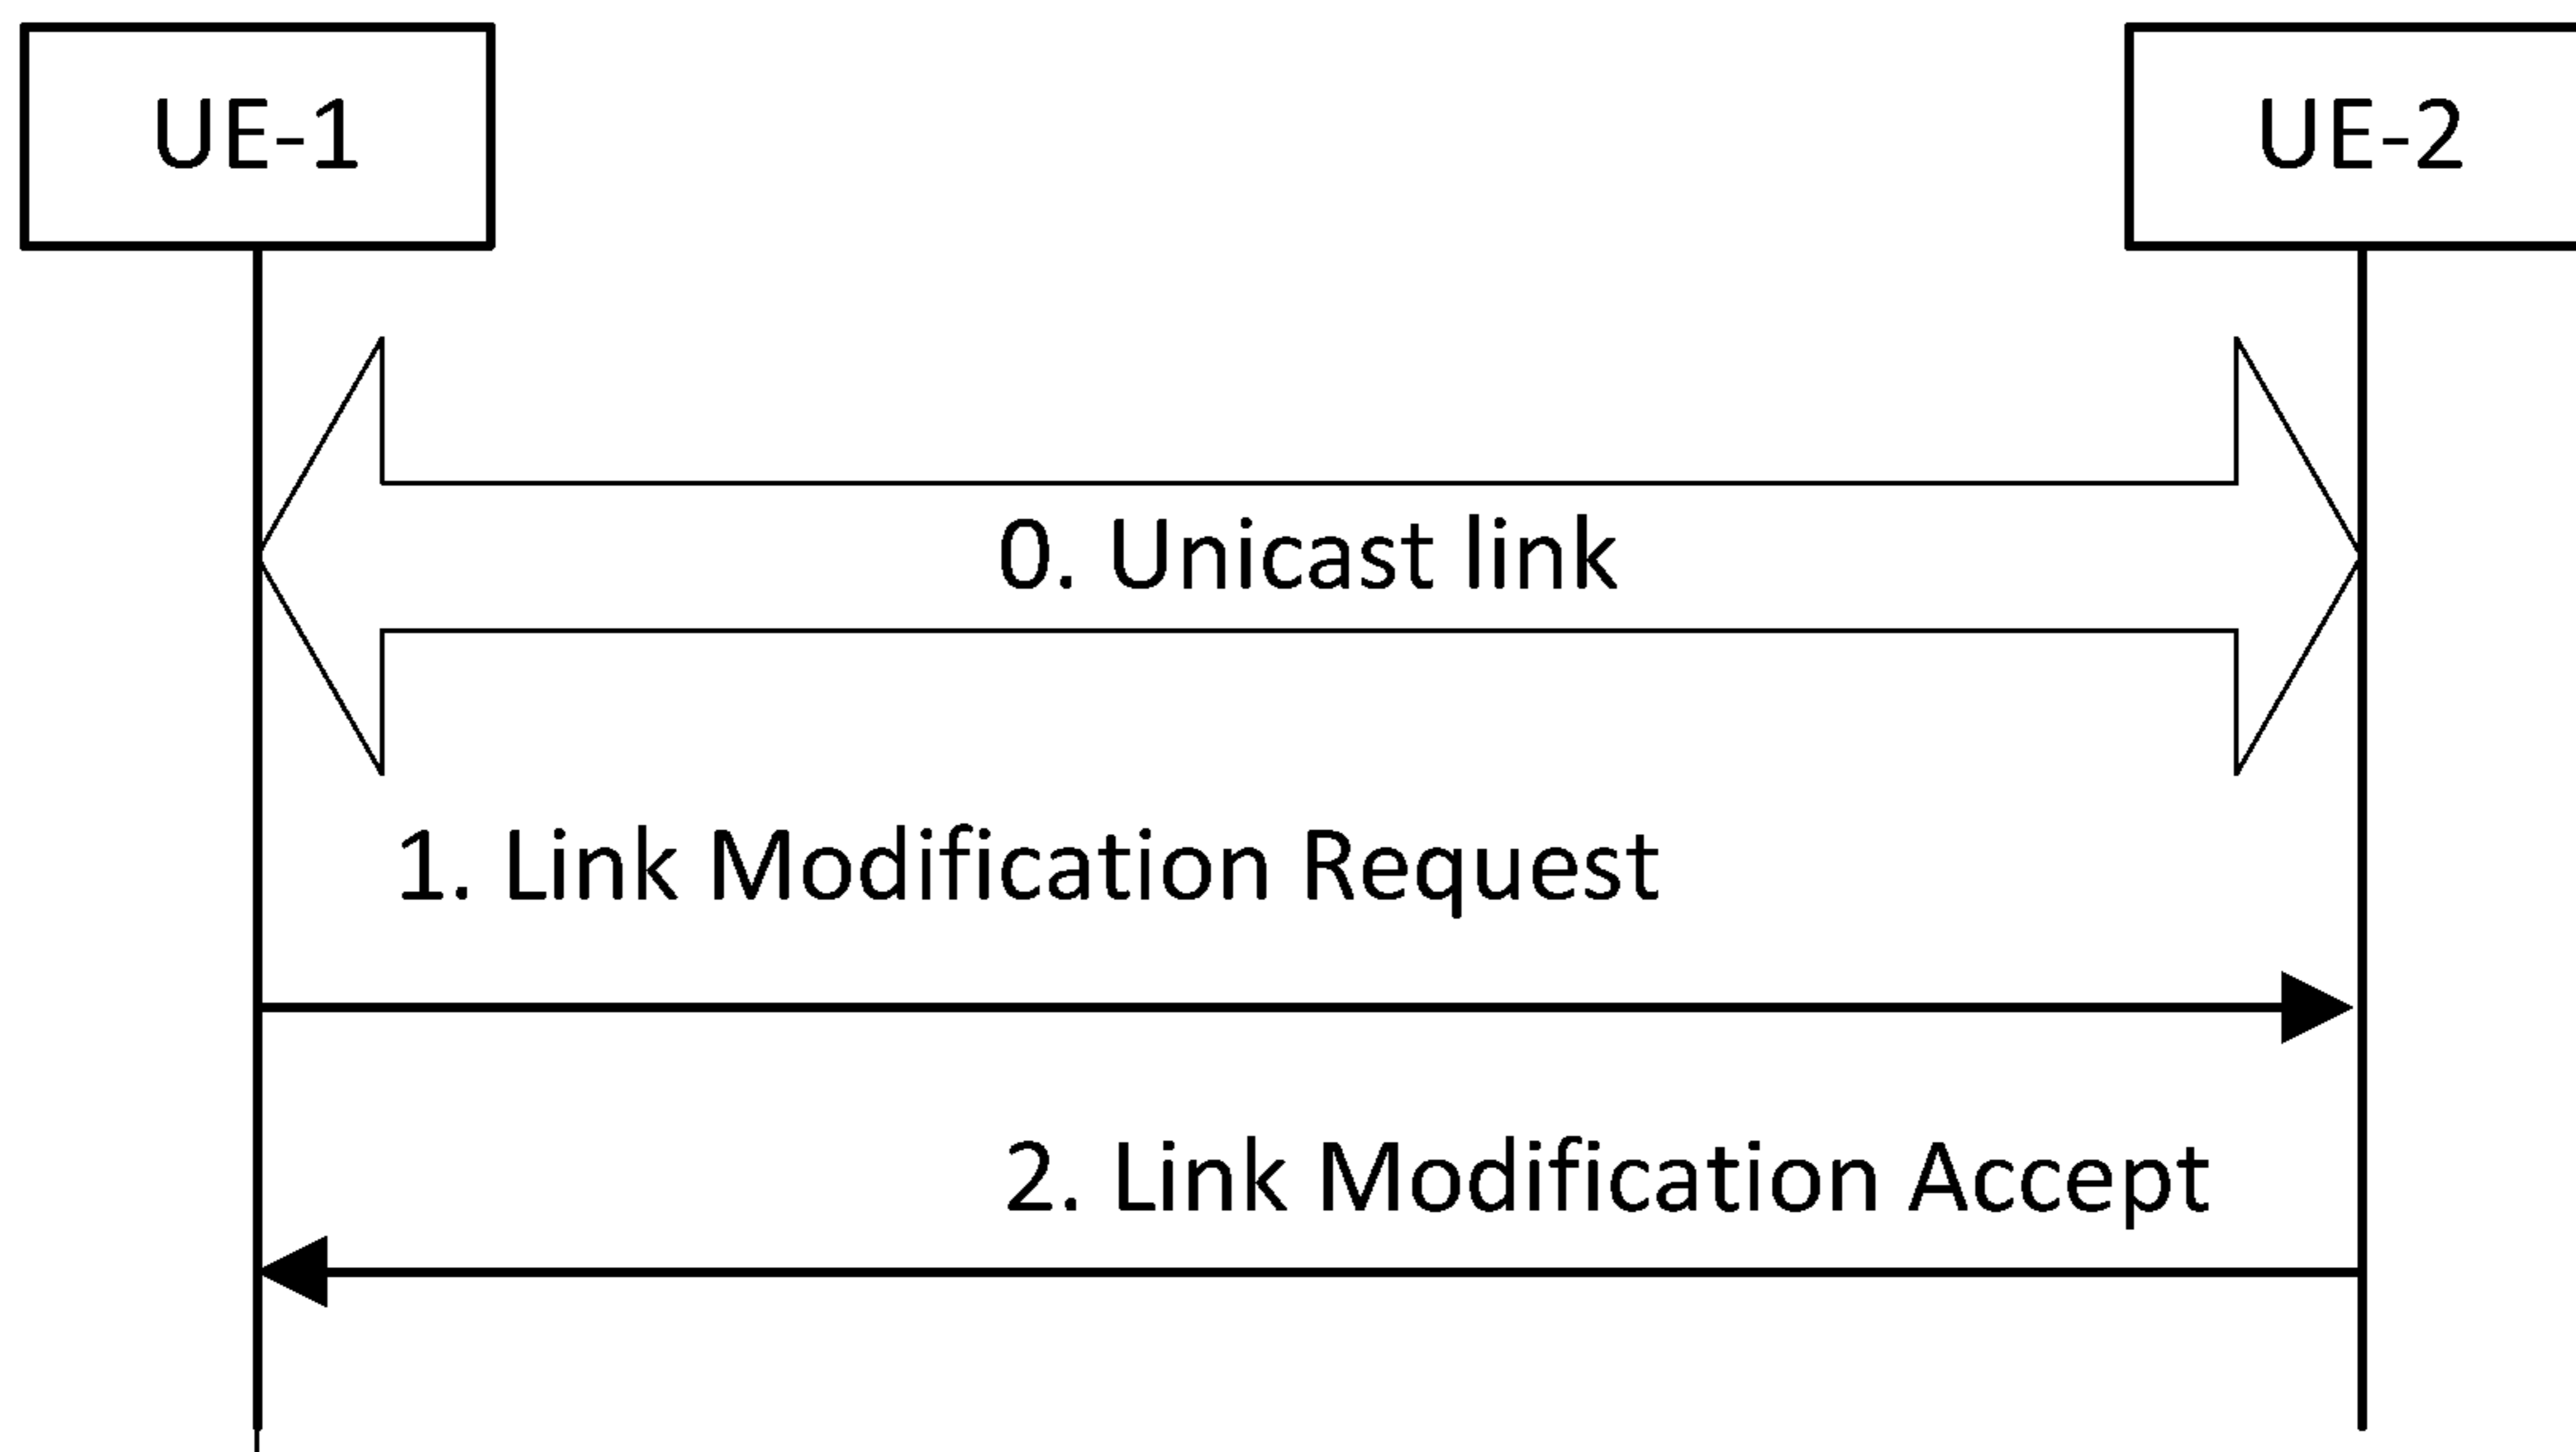 UE-1
UE-2
0. Unicast link
1. Link Modification Request
2. Link Modification Accept